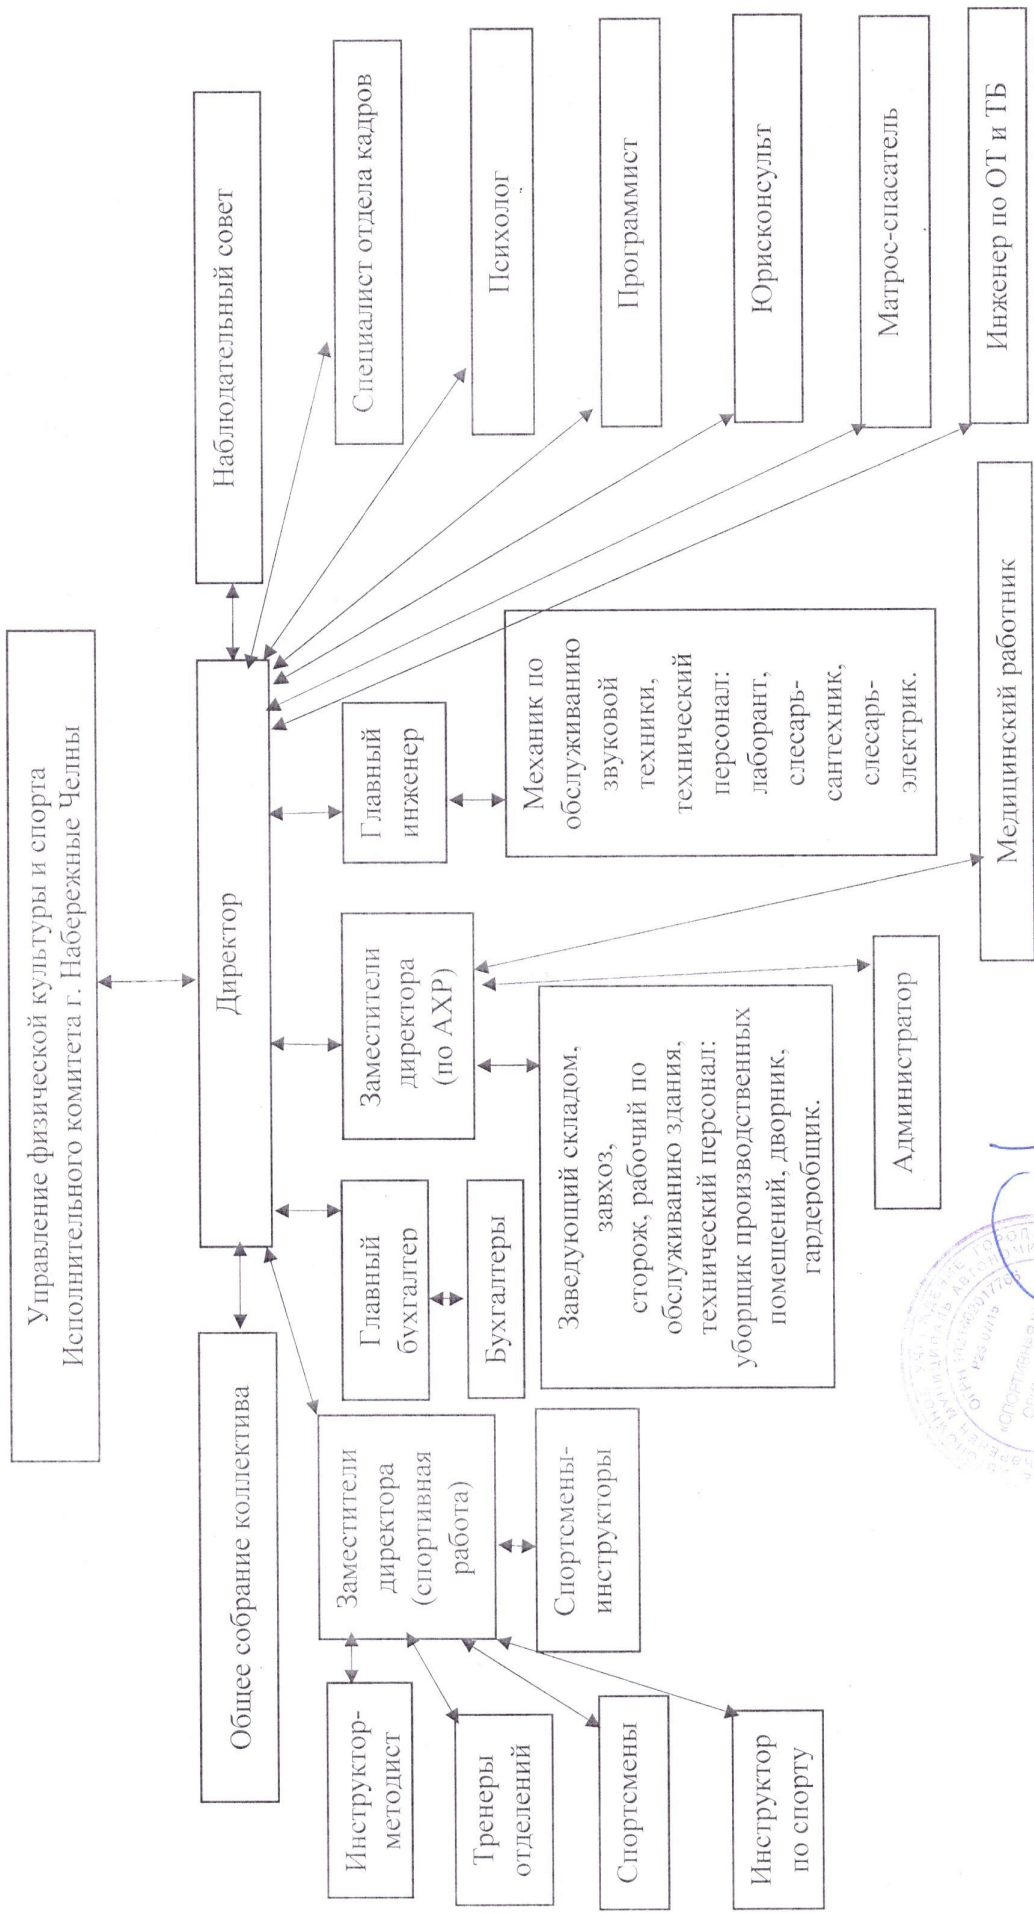 Управление физической культуры и спорта
Исполнительного комитета г. Набережные Челны
Общее собрание коллектива
Директор
Наблюдательный совет
Заместители
директора
(спортивная
работа)
Главный
бухгалтер
Заместители
директора
(по АХР)
Главный
инженер
Специалист отдела кадров
Инструктор-
методист
Тренеры
отделений
Спортсмены
Инструктор
по спорту
Спортсмены-
инструкторы
Бухгалтеры
Заведующий складом,
завхоз,
сторож, рабочий по
обслуживанию здания,
технический персонал:
уборщик производственных
помещений, дворник,
гардеробщик.
Механик по
обслуживанию
звуковой
техники,
технический
персонал:
лаборант,
слесарь-
сантехник,
слесарь-
электрик.
Психолог
Программист
Юрисконсульт
Матрос-спасатель
Инженер по ОТ и ТБ
Администратор
Медицинский работник